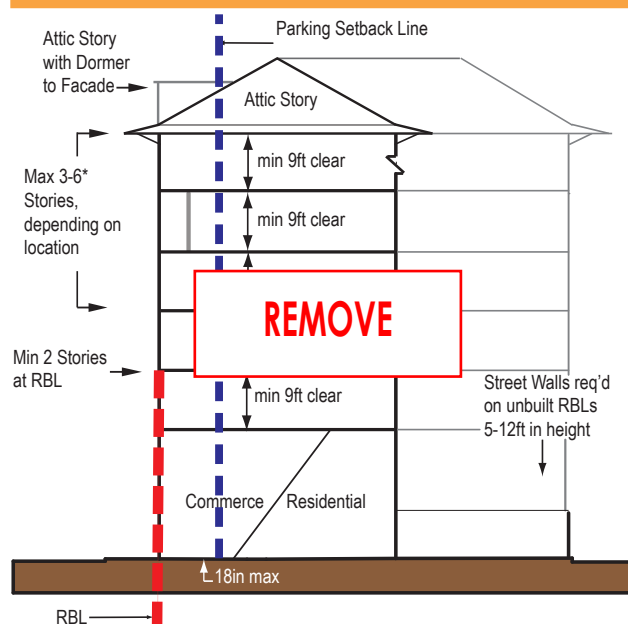 Parking Setback Line
Attic Story
with Dormer
to Facade
Attic Story
min 9ft clear
Max 3-6*
Stories,
depending on
location
min 9ft clear
REMOVE
Min 2 Stories
at RBL
min 9ft clear
Street Walls req'd
on unbuilt RBLs
5-12ft in height
Commerce
Residential
18in max
RBL